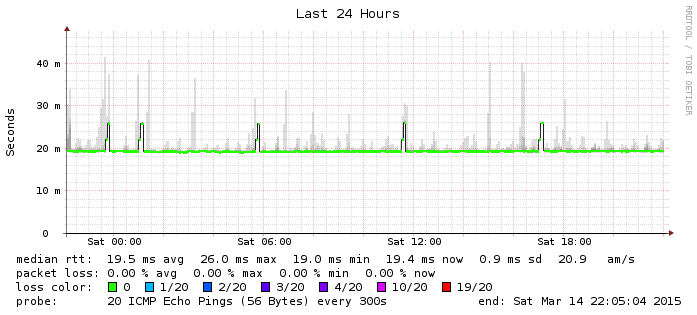 Last 24 Hours
RRDTOOL / TOBI OETIKER
Seconds
40 m
30 m
20 m
10 m
0
Sat 00:00 Sat 06:00 Sat 12:00 Sat 18:00
median rtt: 19.5 ms avg 26.0 ms max 19.0 ms min 19.4 ms now 0.9 ms sd 20.9 am/s
packet loss: 0.00 % avg 0.00 % max 0.00 % min 0.00 % now
loss color: 0 1/20 2/20 3/20 4/20 10/20 19/20
probe: 20 ICMP Echo Pings (56 Bytes) every 300s end: Sat Mar 14 22:05:04 2015